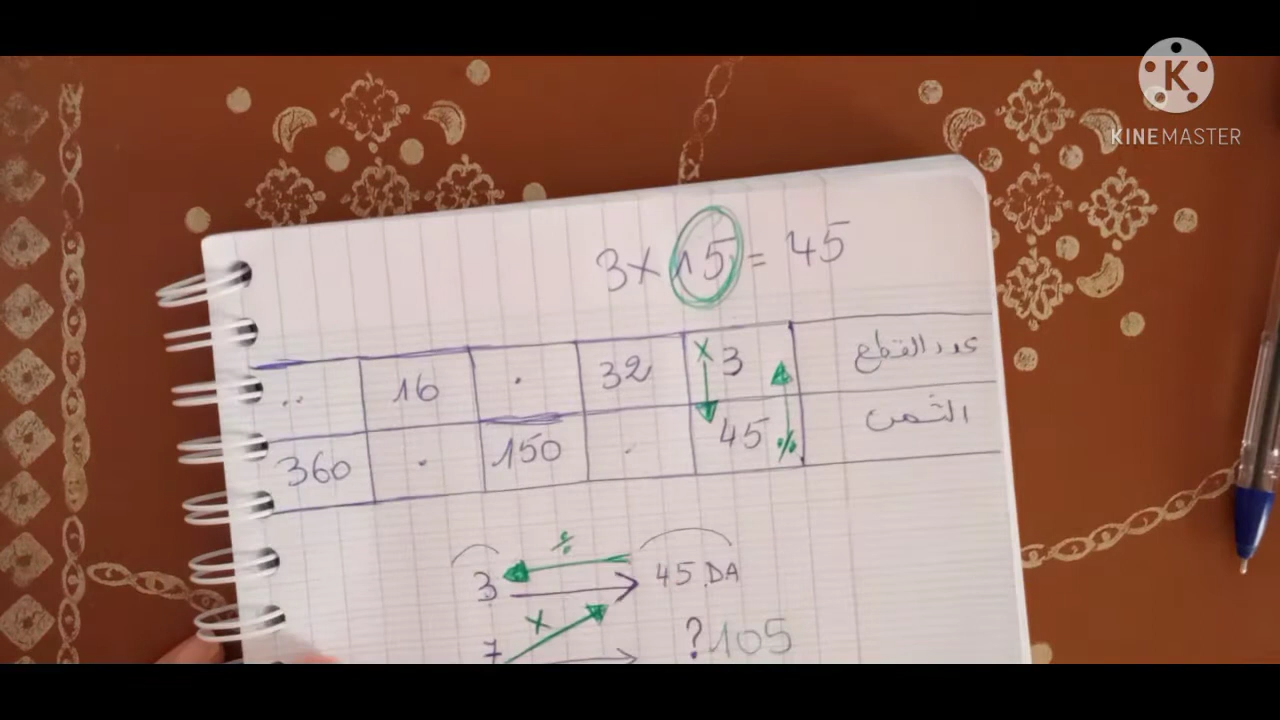 KINEMASTER
3 × 15 = 45
عدد القطع 3 32 . 16 ..
الثمن 45 . 150 . 360
× ٪
÷
3 45 DA
×
7 ? 105